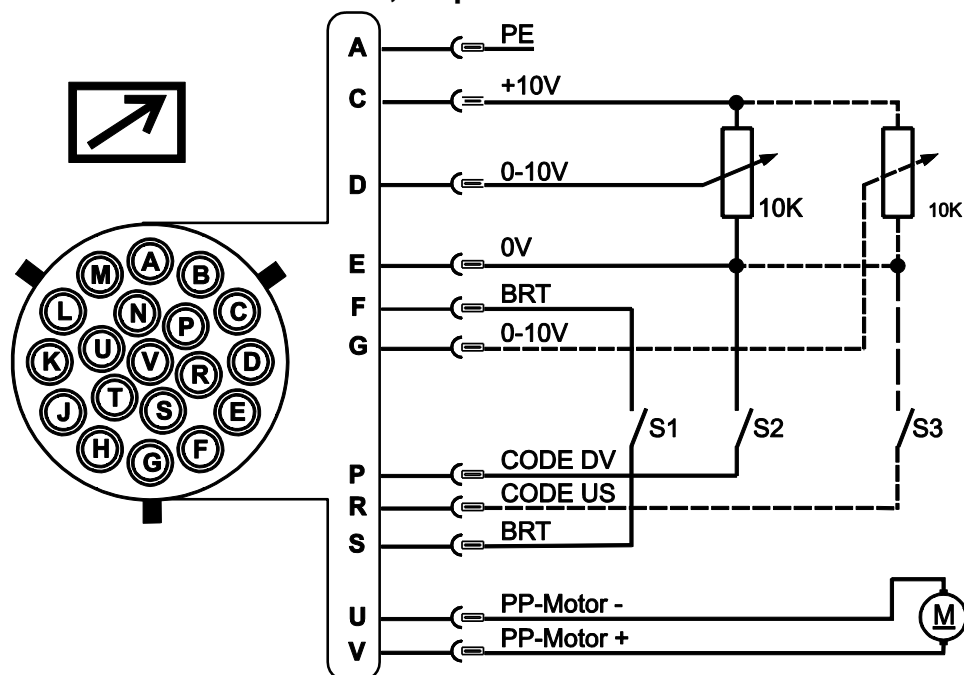 A PE
C +10V
D 0-10V
10K 10K
E 0V
F BRT
G 0-10V
S1 S2 S3
P CODE DV
R CODE US
S BRT
U PP-Motor -
V PP-Motor +
M
M A B
L N P C
K U V R D
J T S E
H G F